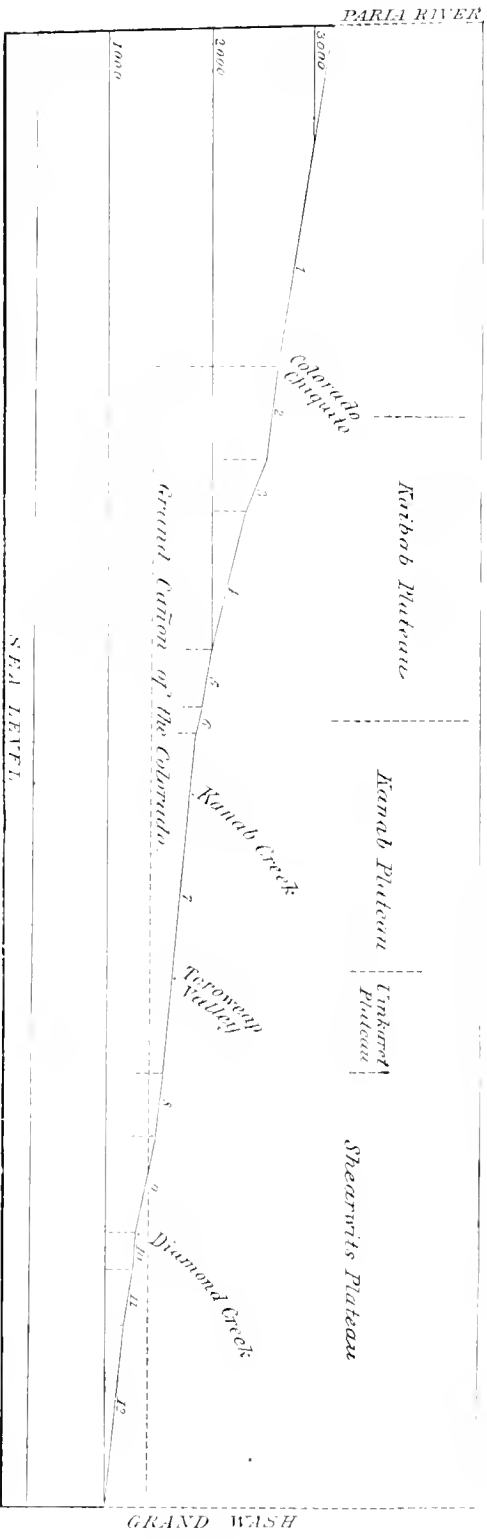 PARIA RIVER
3000
2000
1000
1
Colorado
Chiquito
2
3
4
5
6
Kanab Creek
7
Toroweap
Valley
8
9
Diamond Creek
10
11
12
Kaibab Plateau
Kanab Plateau
Uinkaret
Plateau
Shearwits Plateau
Grand Cañon of the Colorado.
SEA LEVEL
GRAND WASH